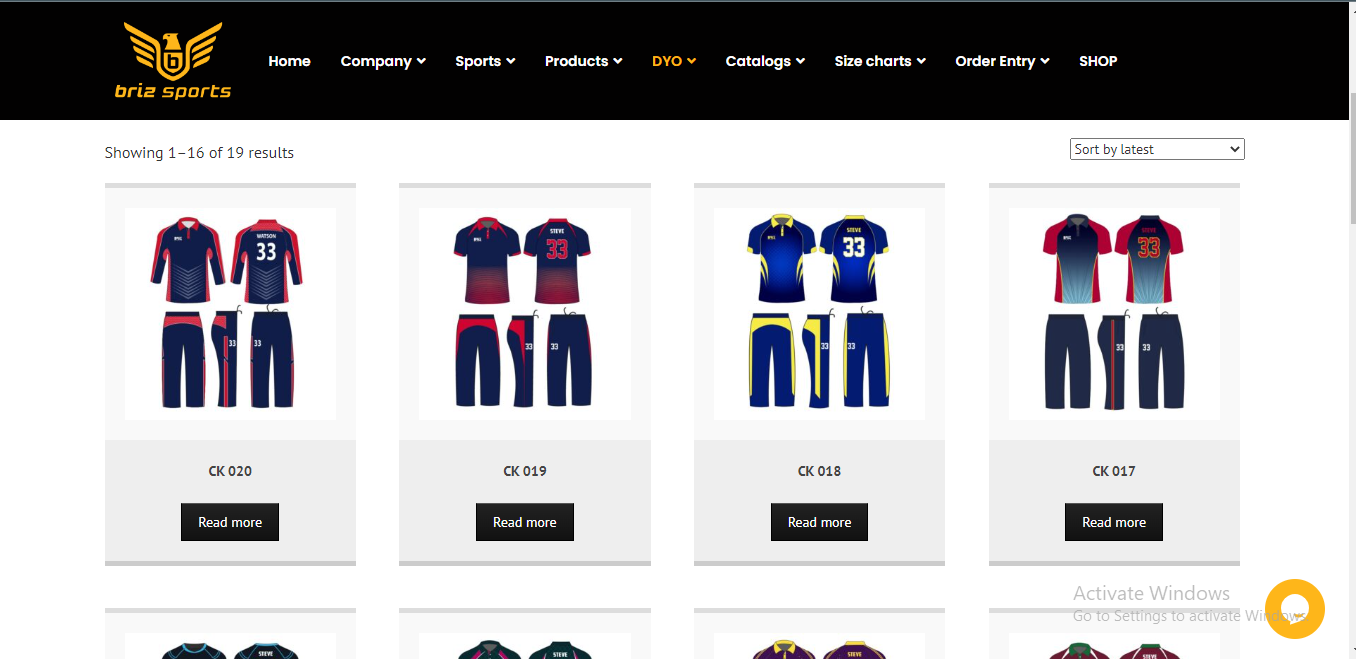 briz sports
Home Company Sports Products DYO Catalogs Size charts Order Entry SHOP
Showing 1–16 of 19 results
Sort by latest
WATSON
33
33
33
STEVE
33
33
33
STEVE
33
33
33
STEVE
33
33
33
CK 020
CK 019
CK 018
CK 017
Read more
Read more
Read more
Read more
Activate Windows
Go to Settings to activate Windows.
STEVE
STEVE
STEVE
STEVE